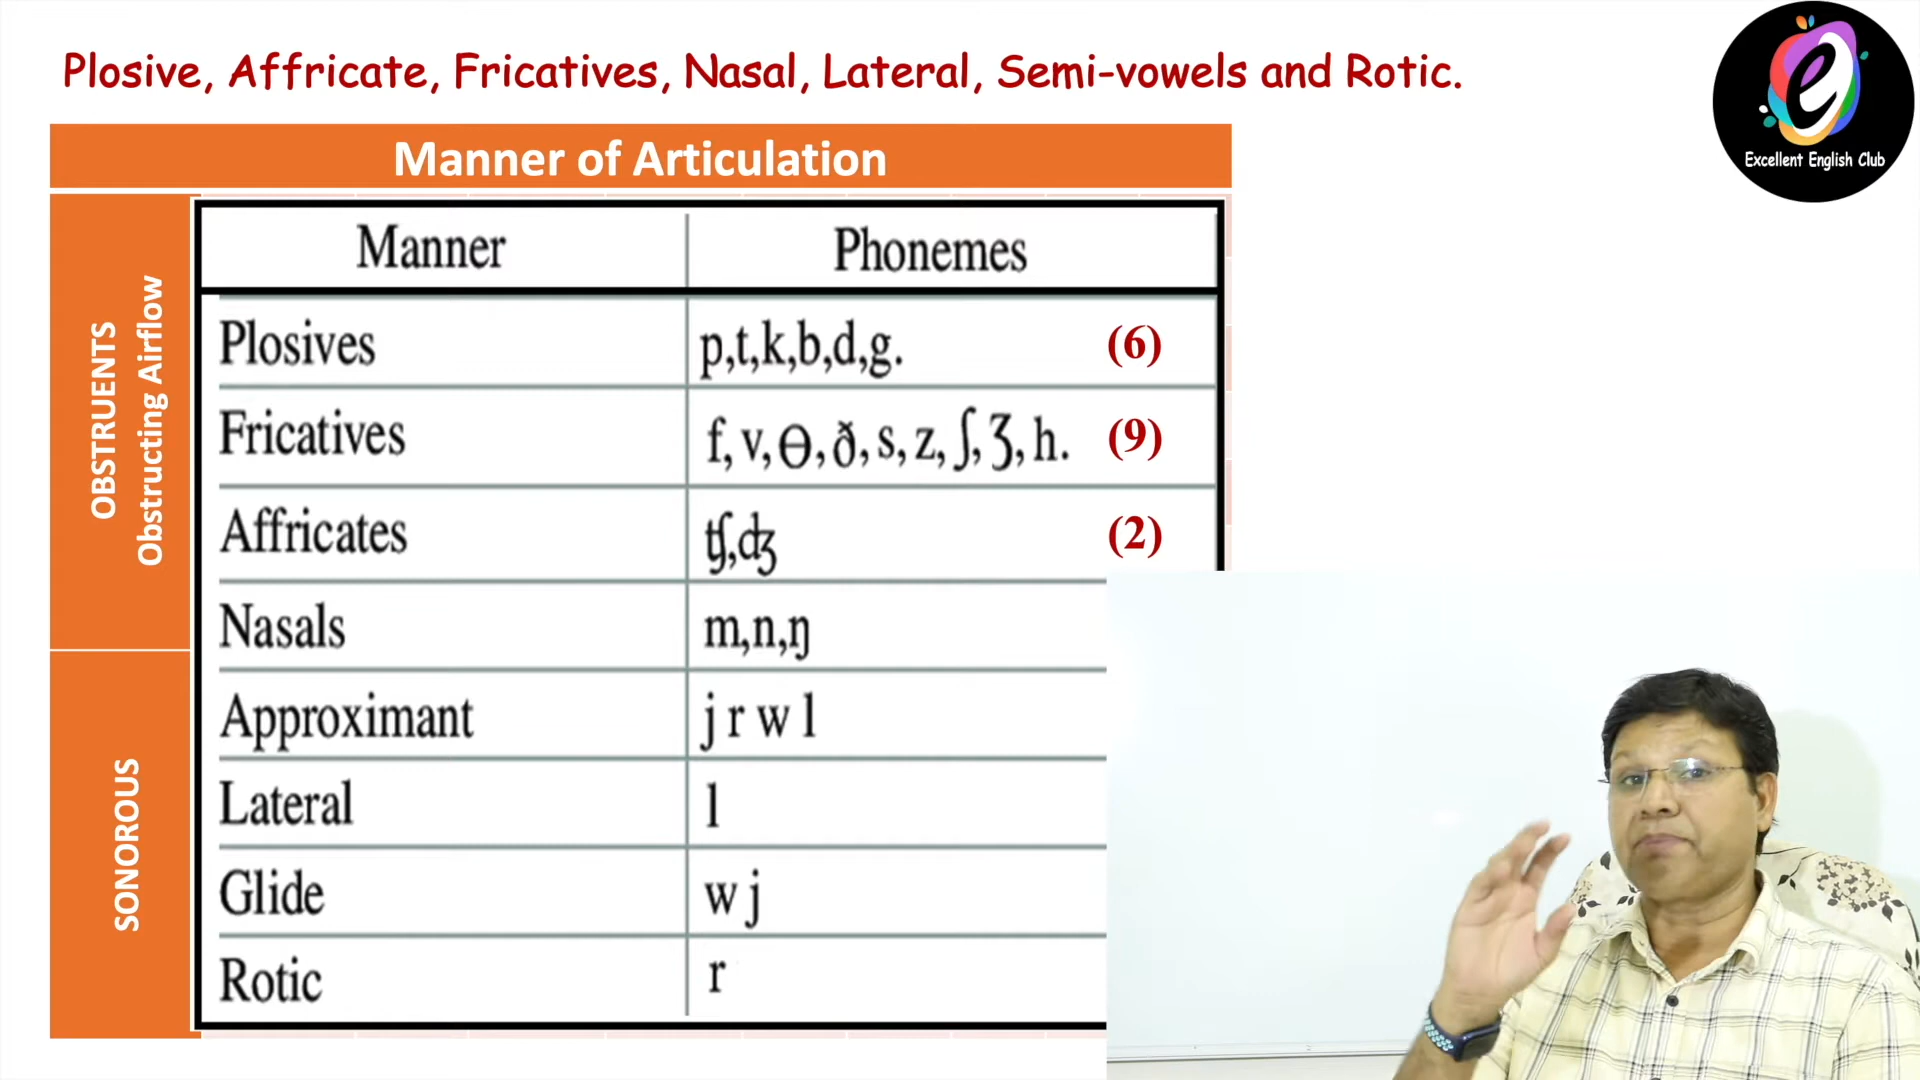 Plosive, Affricate, Fricatives, Nasal, Lateral, Semi-vowels and Rotic.
Excellent English Club
Manner of Articulation
OBSTRUENTS
Obstructing Airflow
SONOROUS
Manner Phonemes
Plosives p,t,k,b,d,g. (6)
Fricatives f, v, ɵ, ð, s, z, ʃ, ʒ, h. (9)
Affricates ʧ,ʤ (2)
Nasals m,n,ŋ
Approximant j r w l
Lateral l
Glide w j
Rotic r